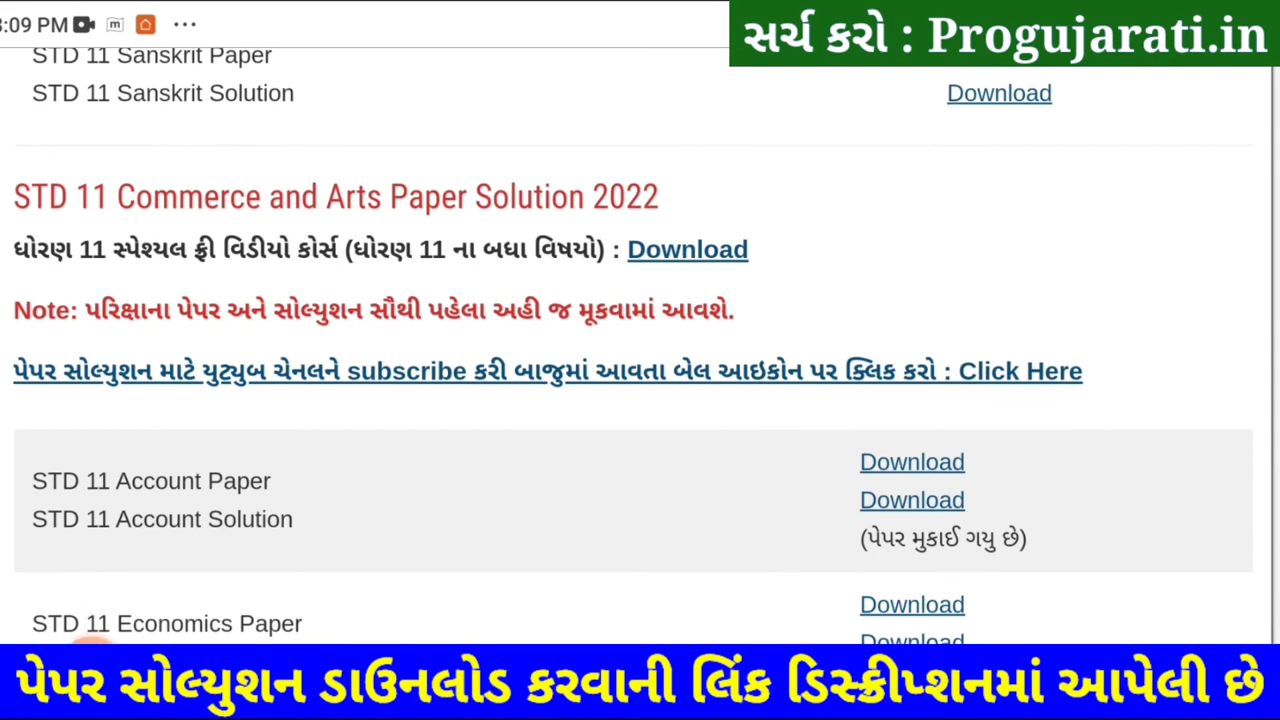 3:09 PM
સર્ચ કરો : Progujarati.in
STD 11 Sanskrit Paper
STD 11 Sanskrit Solution
Download
STD 11 Commerce and Arts Paper Solution 2022
ધોરણ 11 સ્પેશ્યલ ફ્રી વિડીયો કોર્સ (ધોરણ 11 ના બધા વિષયો) : Download
Note: પરિક્ષાના પેપર અને સોલ્યુશન સૌથી પહેલા અહી જ મૂકવામાં આવશે.
પેપર સોલ્યુશન માટે યુટ્યુબ ચેનલને subscribe કરી બાજુમાં આવતા બેલ આઇકોન પર ક્લિક કરો : Click Here
STD 11 Account Paper
STD 11 Account Solution
Download
Download
(પેપર મુકાઈ ગયુ છે)
STD 11 Economics Paper
Download
Download
પેપર સોલ્યુશન ડાઉનલોડ કરવાની લિંક ડિસ્ક્રીપ્શનમાં આપેલી છે